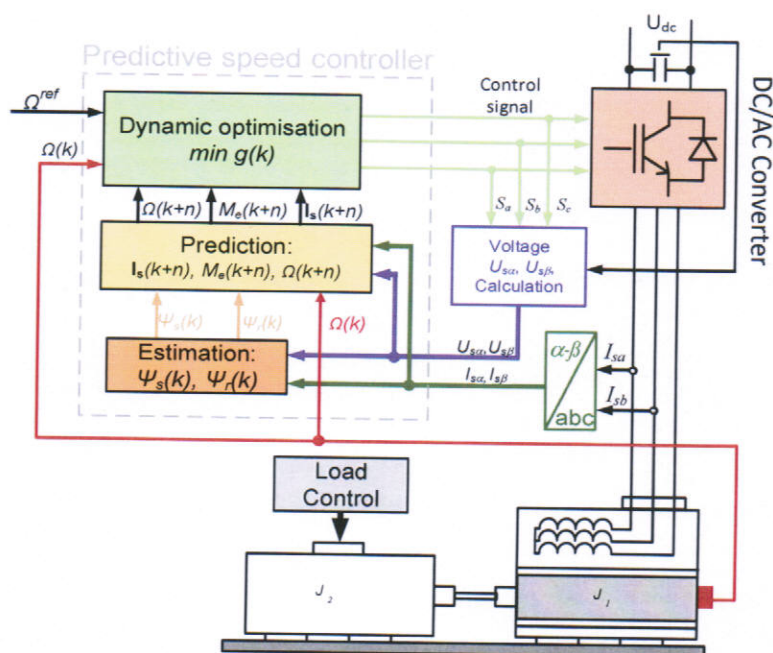 U_dc
Predictive speed controller
Control
signal
DC/AC Converter
Ω^ref
Dynamic optimisation
min g(k)
Ω(k)
S_a S_b S_c
Ω(k+n) M_e(k+n) I_s(k+n)
Prediction:
I_s(k+n), M_e(k+n), Ω(k+n)
Voltage
U_sα, U_sβ,
Calculation
Ψ_s(k) Ψ_r(k) Ω(k)
U_sα, U_sβ
Estimation:
Ψ_s(k), Ψ_r(k)
I_sα, I_sβ
α-β
abc
I_sa
I_sb
Load
Control
J_2
J_1